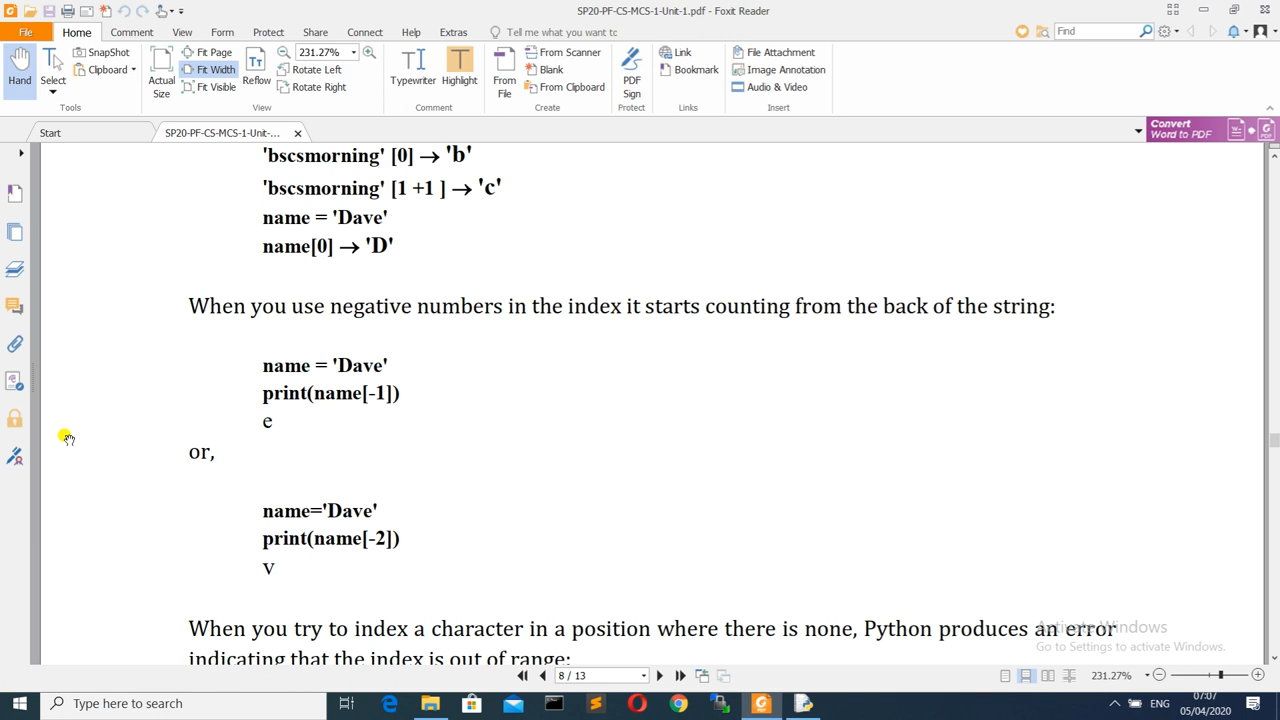 SP20-PF-CS-MCS-1-Unit-1.pdf - Foxit Reader
File Home Comment View Form Protect Share Connect Help Extras Tell me what you want to Find
SnapShot Fit Page 231.27% From Scanner Link File Attachment
Hand Select Clipboard Actual Size Fit Width Reflow Rotate Left Typewriter Highlight From File Blank PDF Sign Bookmark Image Annotation
Fit Visible Rotate Right From Clipboard Audio & Video
Tools View Comment Create Protect Links Insert
Start SP20-PF-CS-MCS-1-Unit-... Convert
Word to PDF
'bscsmorning' [0] → 'b'
'bscsmorning' [1 +1 ] → 'c'
name = 'Dave'
name[0] → 'D'
When you use negative numbers in the index it starts counting from the back of the string:
name = 'Dave'
print(name[-1])
e
or,
name='Dave'
print(name[-2])
v
When you try to index a character in a position where there is none, Python produces an error
indicating that the index is out of range:
Activate Windows
Go to Settings to activate Windows.
8 / 13 231.27%
Type here to search ENG 07:07
05/04/2020